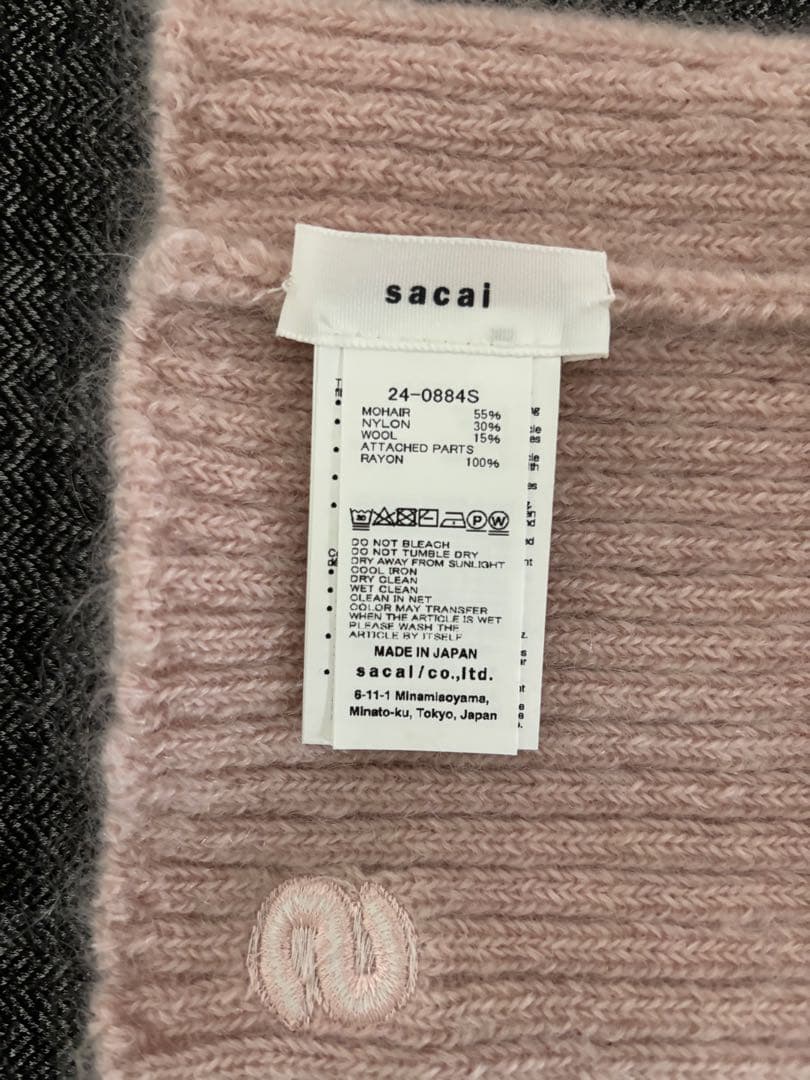 sacai
24-0884S
MOHAIR 55%
NYLON 30%
WOOL 15%
ATTACHED PARTS
RAYON 100%
DO NOT BLEACH
DO NOT TUMBLE DRY
DRY AWAY FROM SUNLIGHT
COOL IRON
DRY CLEAN
WET CLEAN
CLEAN IN NET
COLOR MAY TRANSFER
WHEN THE ARTICLE IS WET
PLEASE WASH THE
ARTICLE BY ITSELF
MADE IN JAPAN
sacai/co.,ltd.
6-11-1 Minamiaoyama,
Minato-ku, Tokyo, Japan